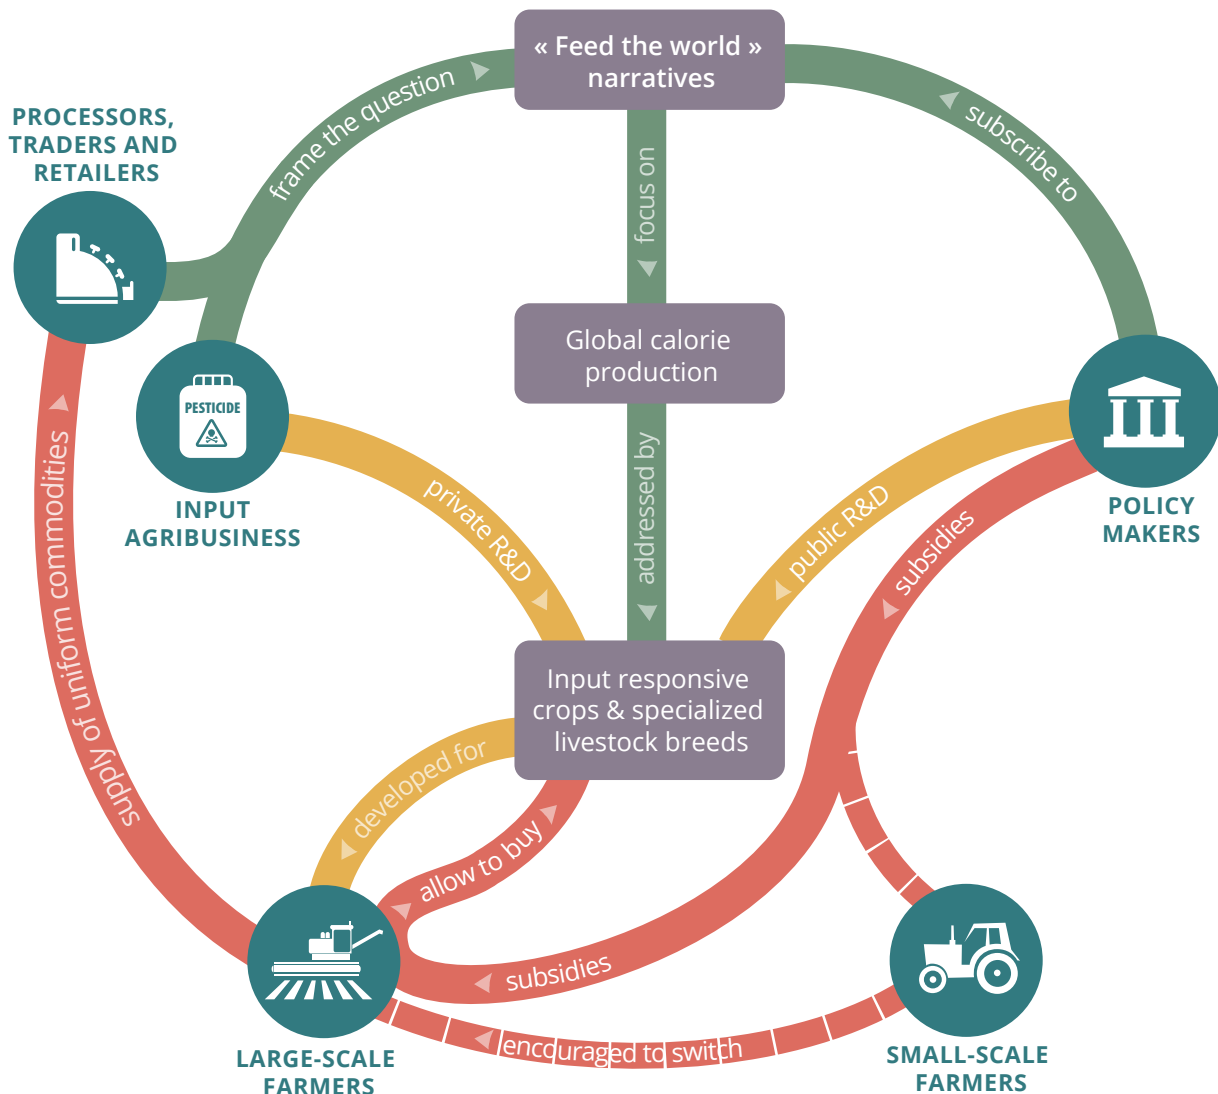 « Feed the world »
narratives
frame the question
subscribe to
PROCESSORS,
TRADERS AND
RETAILERS
focus on
Global calorie
production
PESTICIDE
INPUT
AGRIBUSINESS
POLICY
MAKERS
supply of uniform commodities
private R&D
addressed by
public R&D
subsidies
Input responsive
crops & specialized
livestock breeds
developed for
allow to buy
subsidies
encouraged to switch
LARGE-SCALE
FARMERS
SMALL-SCALE
FARMERS